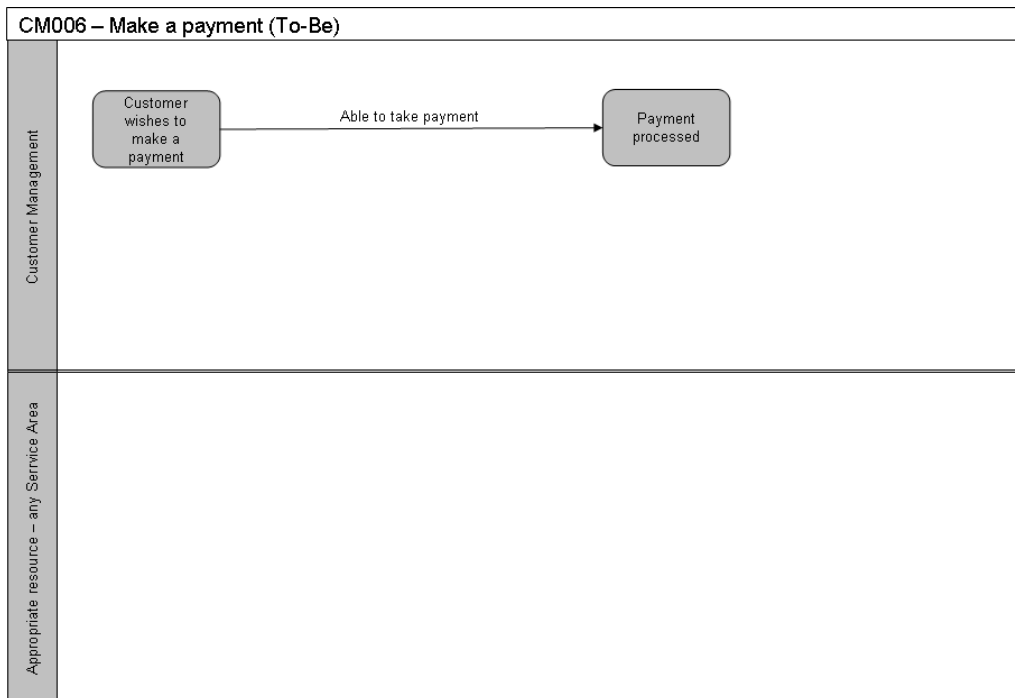 CM006 – Make a payment (To-Be)
Customer Management
Customer
wishes to
make a
payment
Able to take payment
Payment
processed
Appropriate resource – any Serrvice Area